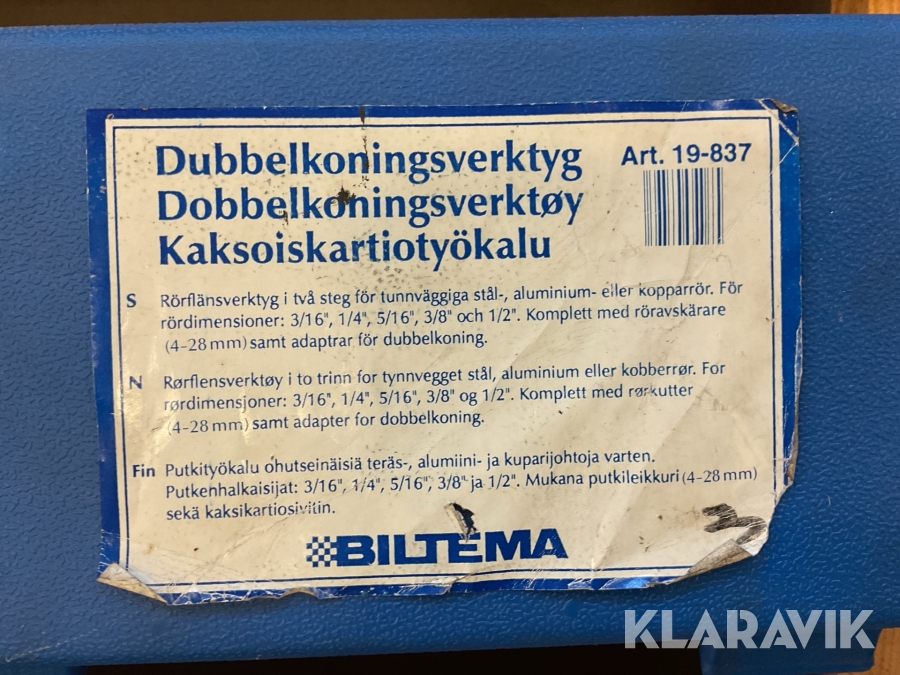 Dubbelkoningsverktyg Art. 19-837
Dobbelkoningsverktøy
Kaksoiskartiotyökalu
S Rörflänsverktyg i två steg för tunnväggiga stål-, aluminium- eller kopparrör. För
rördimensioner: 3/16", 1/4", 5/16", 3/8" och 1/2". Komplett med röravskärare
(4-28 mm) samt adaptrar för dubbelkoning.
N Rørflensverktøy i to trinn for tynnvegget stål, aluminium eller kobberrør. For
rørdimensjoner: 3/16", 1/4", 5/16", 3/8" og 1/2". Komplett med rørkutter
(4-28 mm) samt adapter for dobbelkoning.
Fin Putkityökalu ohutseinäisiä teräs-, alumiini- ja kuparijohtoja varten.
Putkenhalkaisijat: 3/16", 1/4", 5/16", 3/8" ja 1/2". Mukana putkileikkuri (4-28 mm)
sekä kaksikartiosivitin.
BILTEMA
KLARAVIK